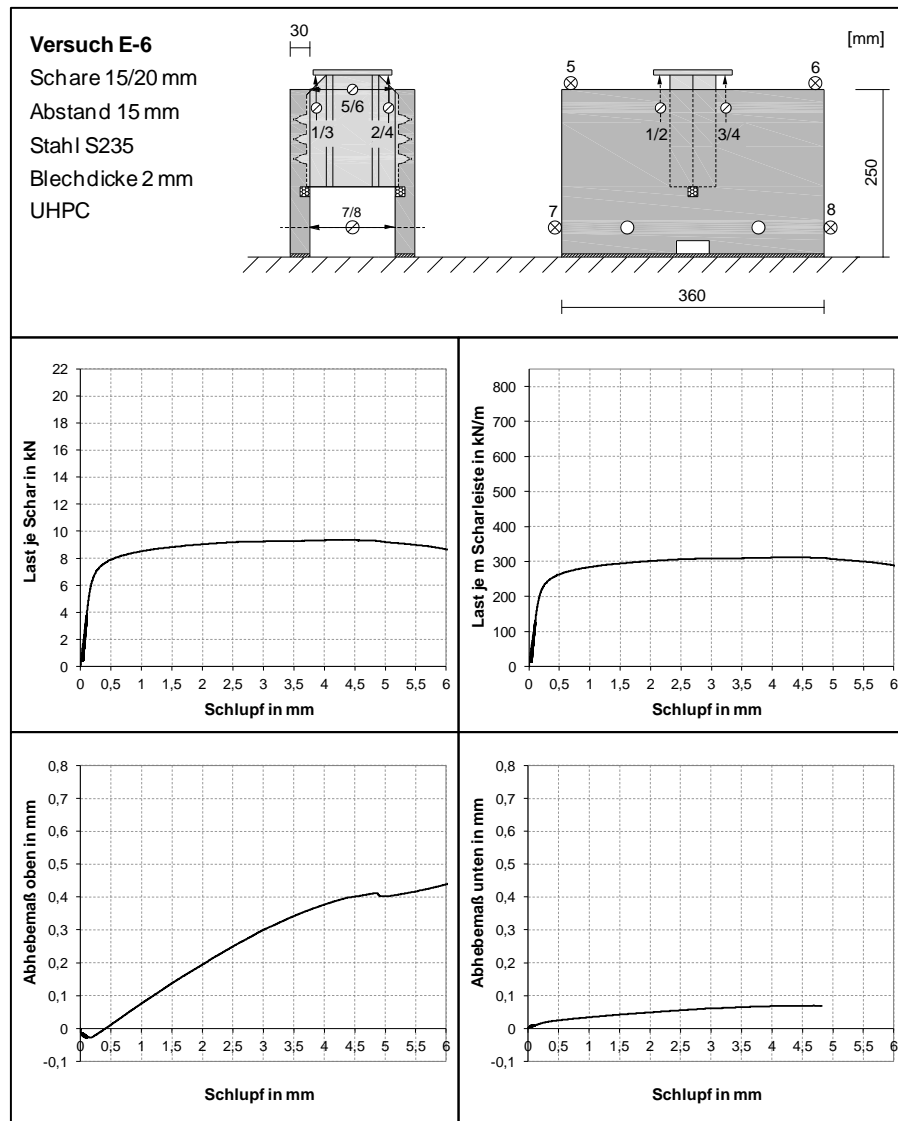 Versuch E-6
Schare 15/20 mm
Abstand 15 mm
Stahl S235
Blechdicke 2 mm
UHPC
30
5/6
1/3
2/4
7/8
[mm]
5
6
1/2
3/4
7
8
250
360
Last je Schar in kN
22
20
18
16
14
12
10
8
6
4
2
0
0 0,5 1 1,5 2 2,5 3 3,5 4 4,5 5 5,5 6
Schlupf in mm
Last je m Scharleiste in kN/m
800
700
600
500
400
300
200
100
0
0 0,5 1 1,5 2 2,5 3 3,5 4 4,5 5 5,5 6
Schlupf in mm
Abhebemaß oben in mm
0,8
0,7
0,6
0,5
0,4
0,3
0,2
0,1
0
-0,1
0 0,5 1 1,5 2 2,5 3 3,5 4 4,5 5 5,5 6
Schlupf in mm
Abhebemaß unten in mm
0,8
0,7
0,6
0,5
0,4
0,3
0,2
0,1
0
-0,1
0 0,5 1 1,5 2 2,5 3 3,5 4 4,5 5 5,5 6
Schlupf in mm